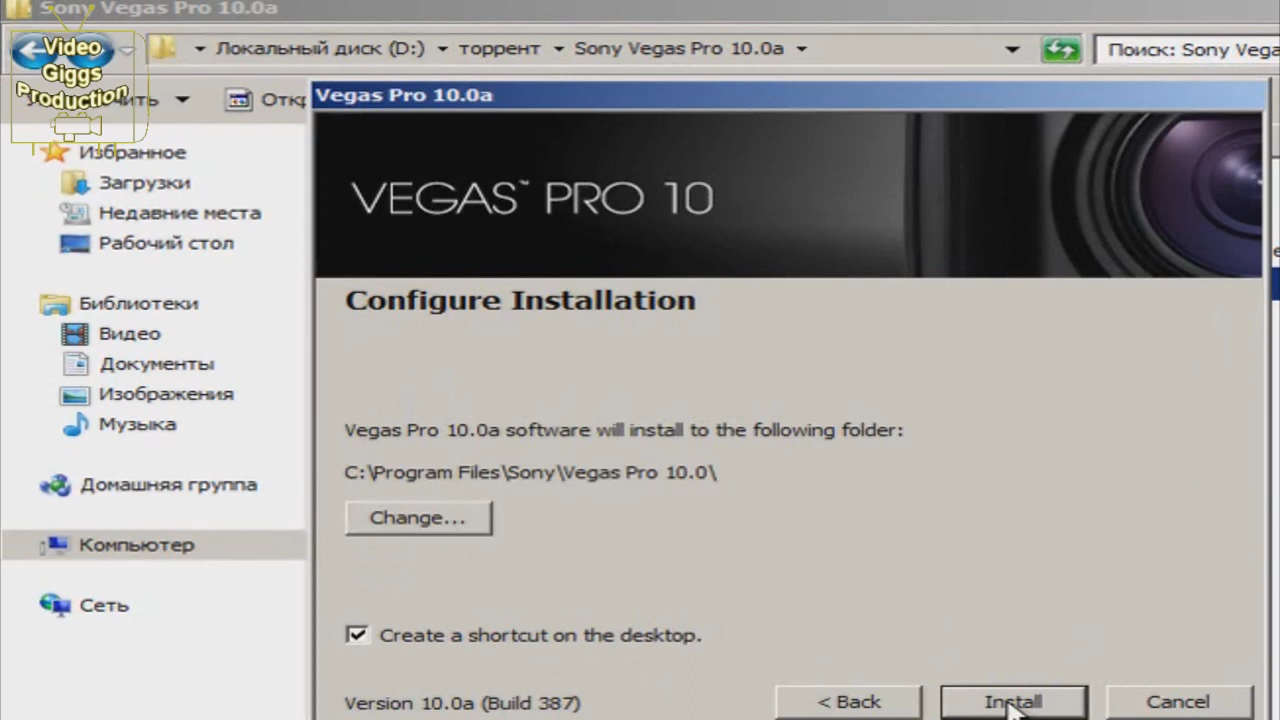 Sony Vegas Pro 10.0a
Локальный диск (D:) торрент Sony Vegas Pro 10.0a
Поиск: Sony Vega
Video
Giggs
Production
Vegas Pro 10.0a
VEGAS™ PRO 10
Избранное
Загрузки
Недавние места
Рабочий стол
Библиотеки
Видео
Документы
Изображения
Музыка
Домашняя группа
Компьютер
Сеть
Configure Installation
Vegas Pro 10.0a software will install to the following folder:
C:\Program Files\Sony\Vegas Pro 10.0\
Change...
Create a shortcut on the desktop.
Version 10.0a (Build 387)
< Back
Install
Cancel